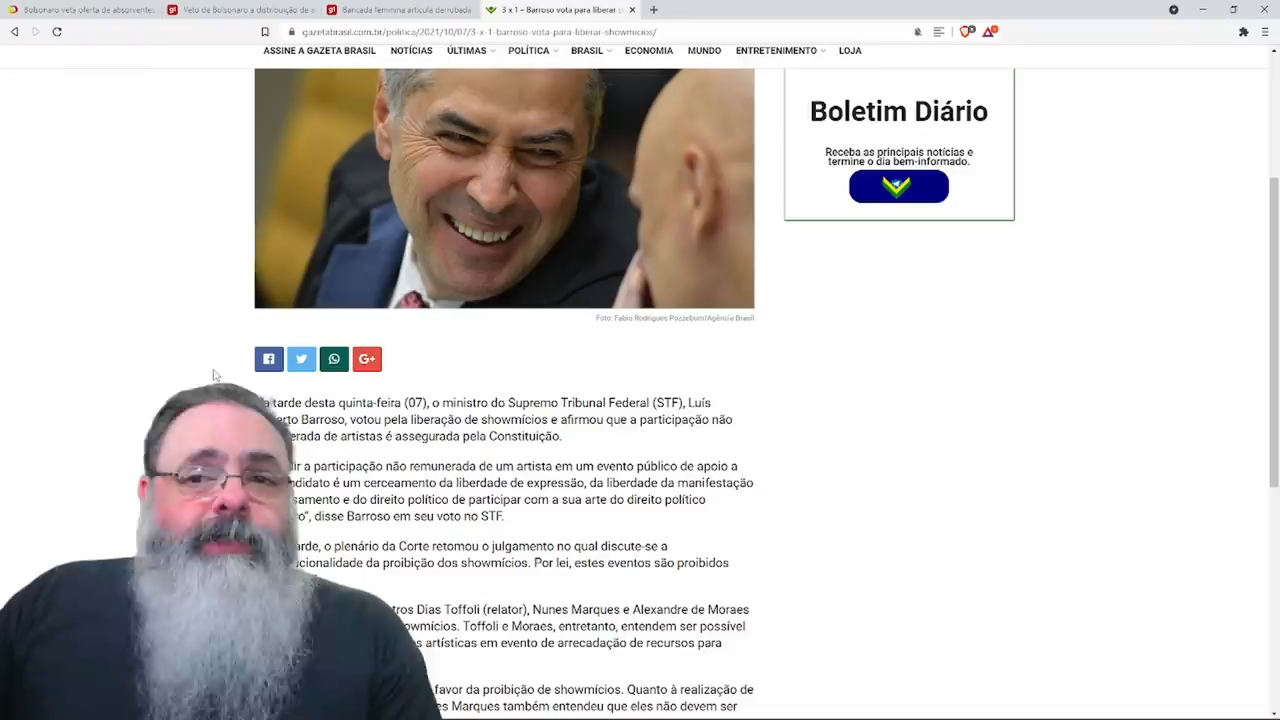 Bolsonaro veta oferta de absorventes
Veto de Bolsonaro a distribuição de a
Bancada feminina articula derrubada
3 x 1 – Barroso vota para liberar s
gazetabrasil.com.br/politica/2021/10/07/3-x-1-barroso-vota-para-liberar-showmicios/
ASSINE A GAZETA BRASIL NOTÍCIAS ÚLTIMAS POLÍTICA BRASIL ECONOMIA MUNDO ENTRETENIMENTO LOJA
Boletim Diário
Receba as principais notícias e
termine o dia bem-informado.
Foto: Fabio Rodrigues Pozzebom/Agência Brasil
G+
a tarde desta quinta-feira (07), o ministro do Supremo Tribunal Federal (STF), Luís
erto Barroso, votou pela liberação de showmícios e afirmou que a participação não
erada de artistas é assegurada pela Constituição.
ir a participação não remunerada de um artista em um evento público de apoio a
ndidato é um cerceamento da liberdade de expressão, da liberdade da manifestação
samento e do direito político de participar com a sua arte do direito político
o”, disse Barroso em seu voto no STF.
arde, o plenário da Corte retomou o julgamento no qual discute-se a
ucionalidade da proibição dos showmícios. Por lei, estes eventos são proibidos
tros Dias Toffoli (relator), Nunes Marques e Alexandre de Moraes
owmícios. Toffoli e Moraes, entretanto, entendem ser possível
os artísticas em evento de arrecadação de recursos para
favor da proibição de showmícios. Quanto à realização de
es Marques também entendeu que eles não devem ser